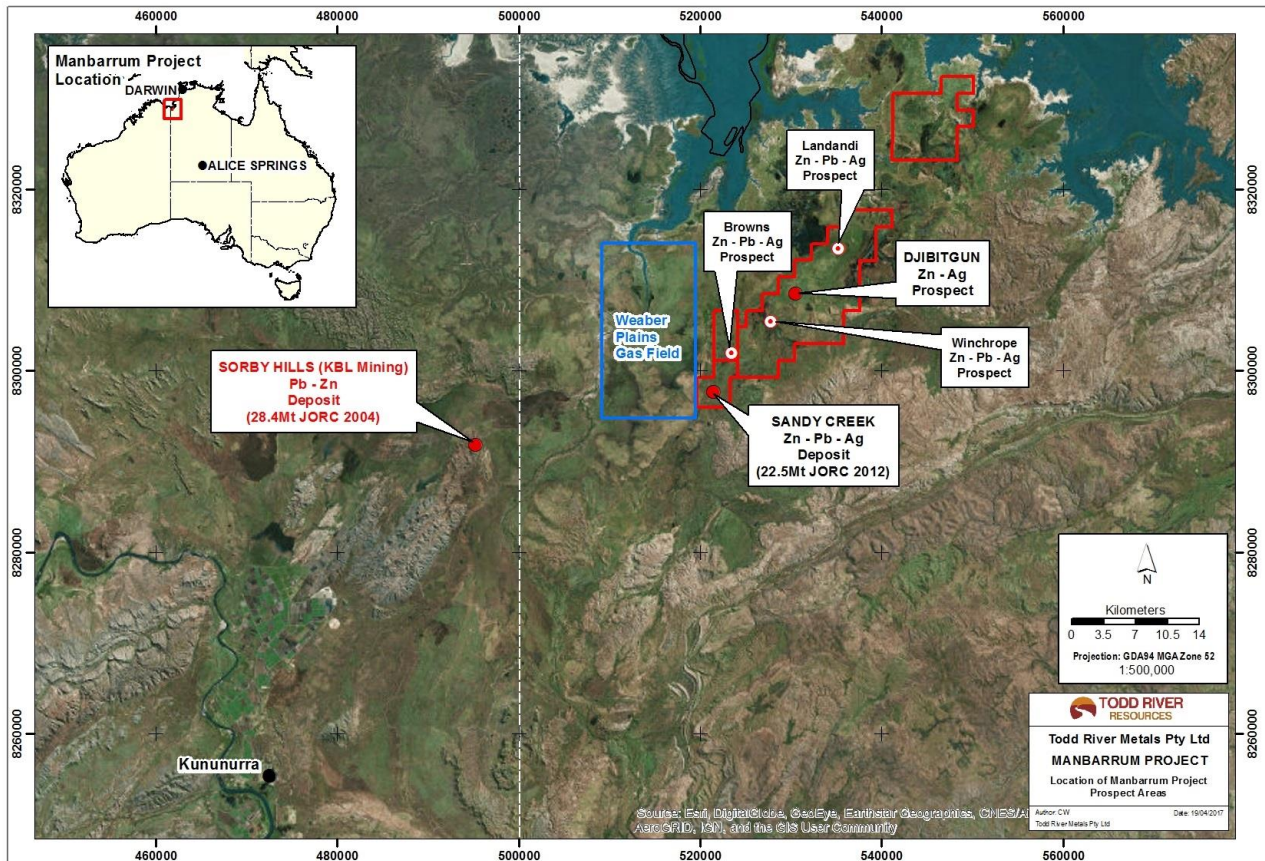 460000 480000 500000 520000 540000 560000
Manbarrum Project
Location
DARWIN
ALICE SPRINGS
8320000
8320000
Landandi
Zn - Pb - Ag
Prospect
Browns
Zn - Pb - Ag
Prospect
DJIBITGUN
Zn - Ag
Prospect
Weaber
Plains
Gas Field
Winchrope
Zn - Pb - Ag
Prospect
8300000
8300000
SORBY HILLS (KBL Mining)
Pb - Zn
Deposit
(28.4Mt JORC 2004)
SANDY CREEK
Zn - Pb - Ag
Deposit
(22.5Mt JORC 2012)
8280000
8280000
N
Kilometers
0 3.5 7 10.5 14
Projection: GDA94 MGA Zone 52
1:500,000
8260000
8260000
Kununurra
TODD RIVER
RESOURCES
Todd River Metals Pty Ltd
MANBARRUM PROJECT
Location of Manbarrum Project
Prospect Areas
Author: CW Date: 19/04/2017
Todd River Metals Pty Ltd
Source: Esri, DigitalGlobe, GeoEye, Earthstar Geographics, CNES/
AeroGRID, IGN, and the GIS User Community
460000 480000 500000 520000 540000 560000